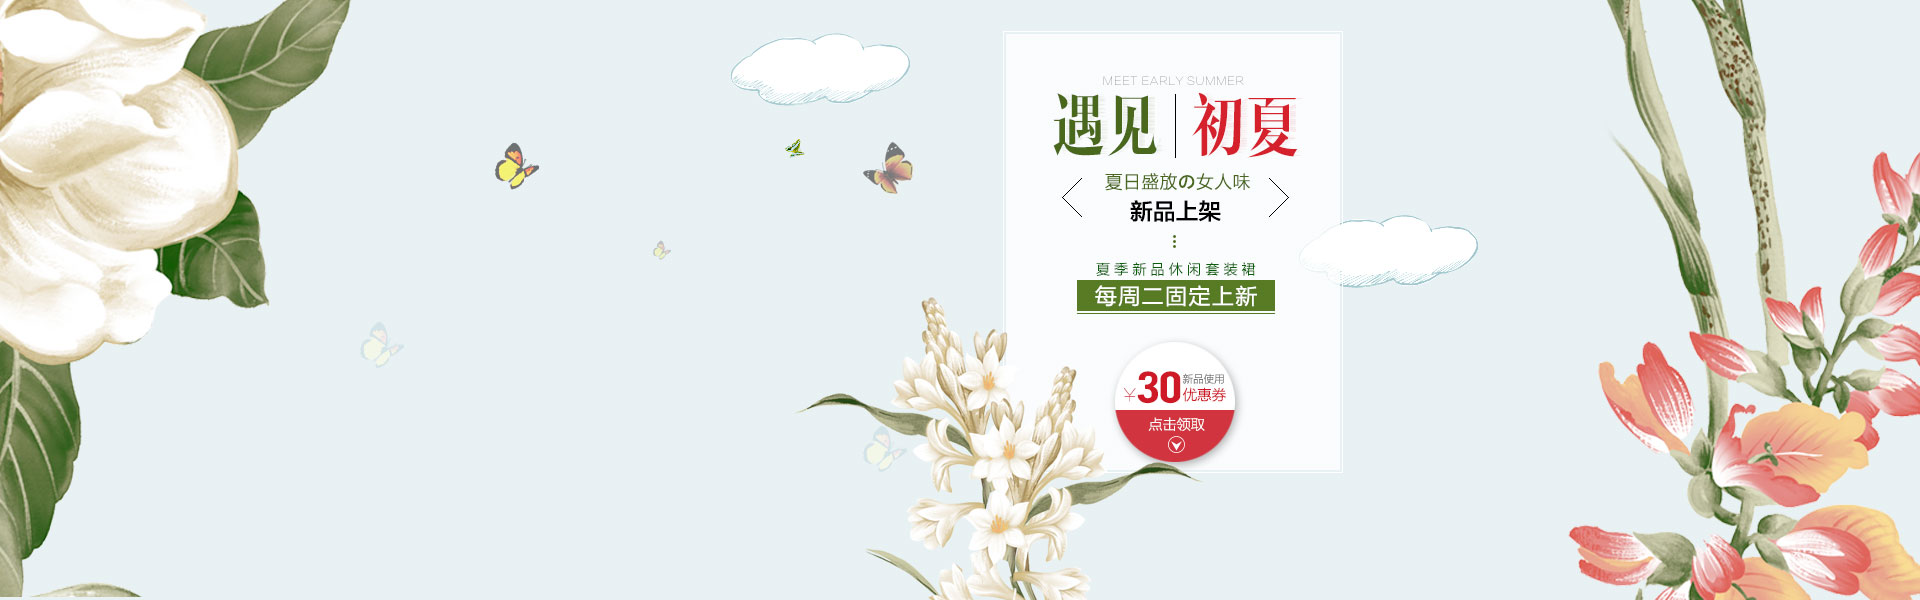 MEET EARLY SUMMER
遇见 | 初夏
夏日盛放の女人味
新品上架
夏季新品休闲套装裙
每周二固定上新
¥30 新品使用
优惠券
点击领取